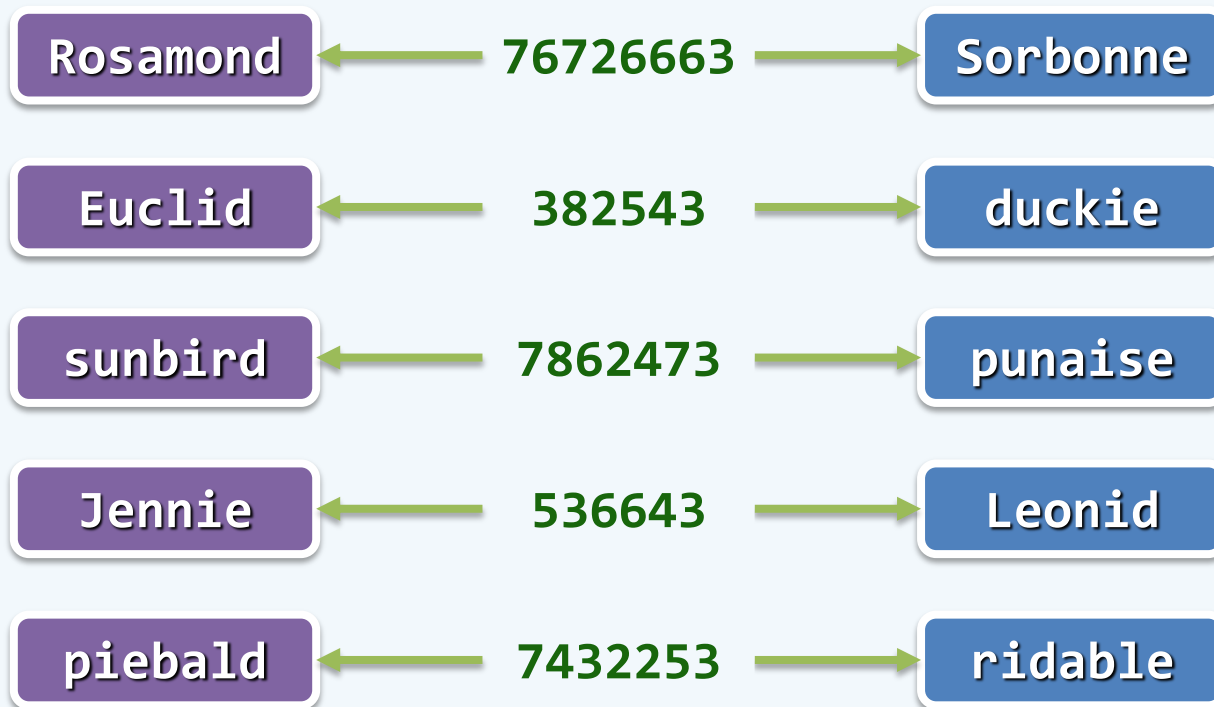 Rosamond 76726663 Sorbonne
Euclid 382543 duckie
sunbird 7862473 punaise
Jennie 536643 Leonid
piebald 7432253 ridable